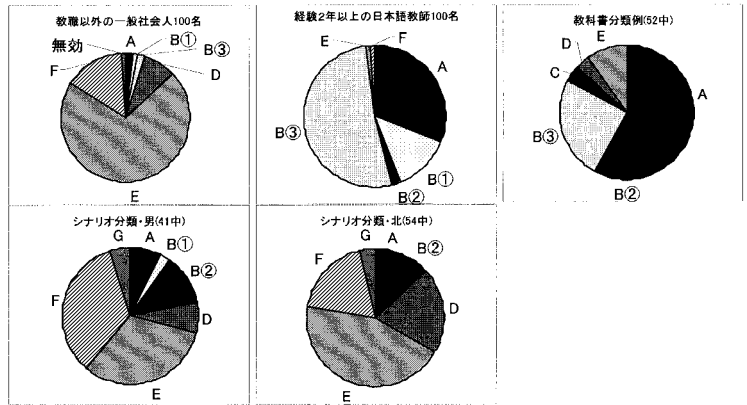 教職以外の一般社会人100名
無効
A
B①
B③
D
E
F
経験2年以上の日本語教師100名
E
F
A
B①
B②
B③
教科書分類例(52中)
E
D
C
B③
A
B②
シナリオ分類・男(41中)
G
A
B①
B②
D
E
F
シナリオ分類・北(54中)
G
A
B②
D
E
F